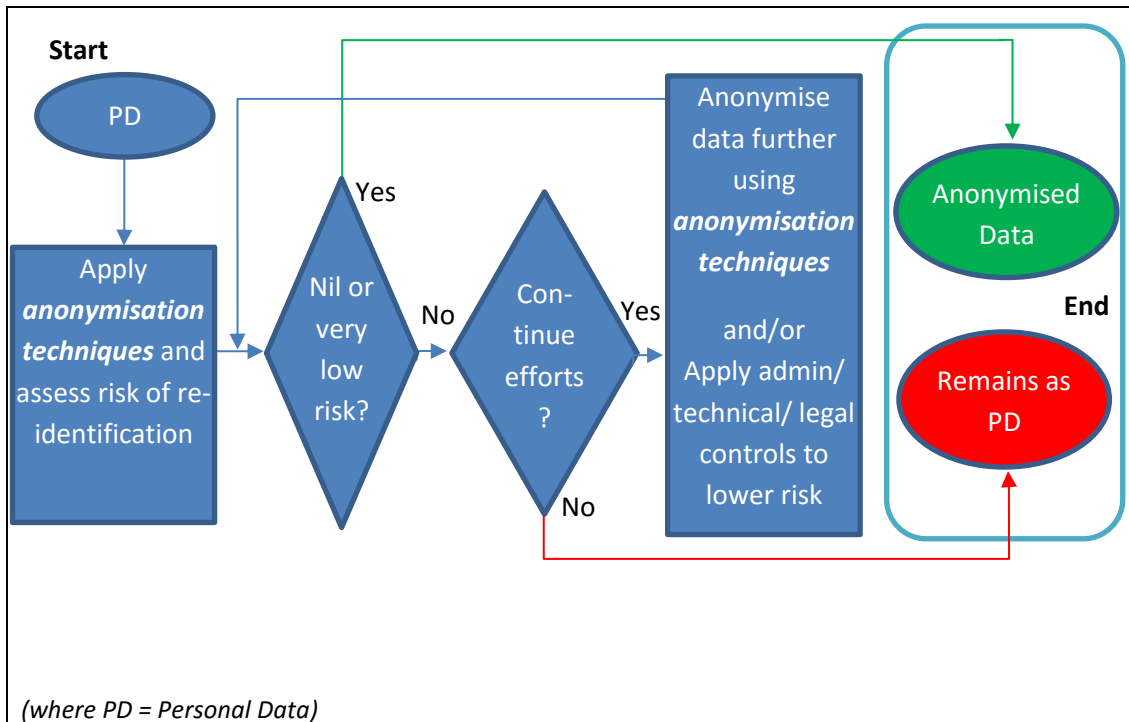 Start
PD
Apply
anonymisation
techniques and
assess risk of re-
identification
Yes
Nil or
very
low
risk?
No
Con-
tinue
efforts
?
Yes
No
Anonymise
data further
using
anonymisation
techniques
and/or
Apply admin/
technical/ legal
controls to
lower risk
Anonymised
Data
End
Remains as
PD
(where PD = Personal Data)